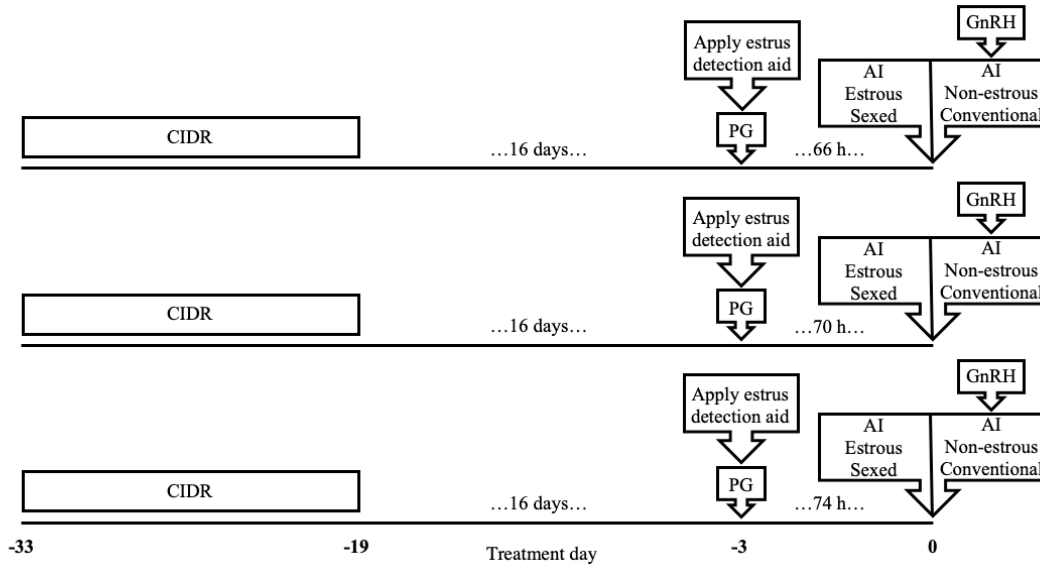 GnRH
Apply estrus
detection aid
AI
Estrous
Sexed
AI
Non-estrous
Conventional
CIDR
PG
…16 days…
…66 h…
GnRH
Apply estrus
detection aid
AI
Estrous
Sexed
AI
Non-estrous
Conventional
CIDR
PG
…16 days…
…70 h…
GnRH
Apply estrus
detection aid
AI
Estrous
Sexed
AI
Non-estrous
Conventional
CIDR
PG
…16 days…
…74 h…
-33
-19
Treatment day
-3
0